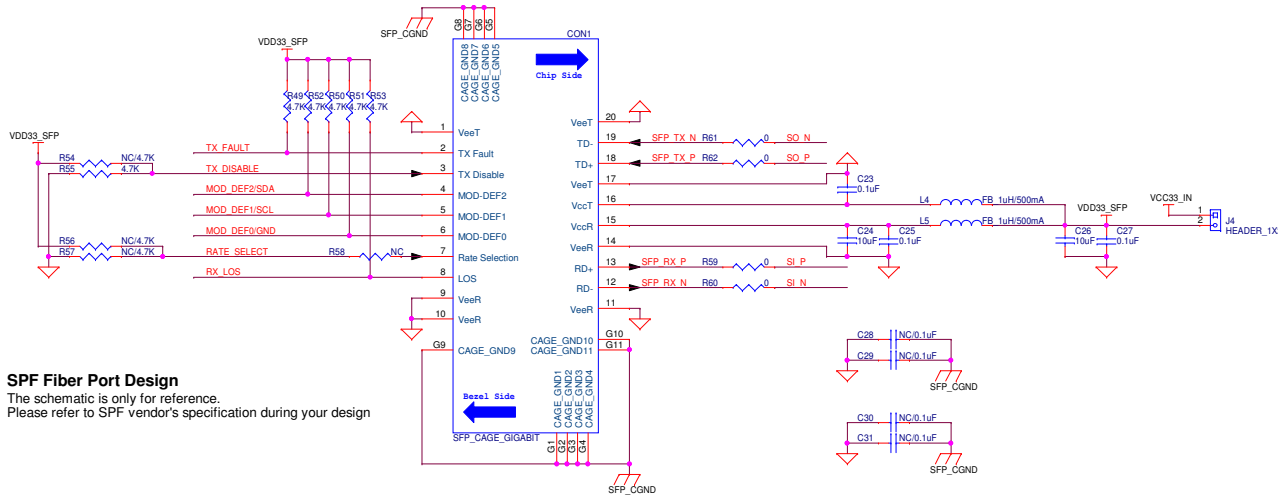 SFP_CGND
G8
G7
G6
G5
CON1
CAGE_GND8
CAGE_GND7
CAGE_GND6
CAGE_GND5
Chip Side
VDD33_SFP
R49
R52
R50
R51
R53
4.7K
4.7K
4.7K
4.7K
4.7K
VDD33_SFP
R54
NC/4.7K
R55
4.7K
TX_FAULT
TX_DISABLE
MOD_DEF2/SDA
MOD_DEF1/SCL
MOD_DEF0/GND
R56
NC/4.7K
R57
NC/4.7K
RATE_SELECT
R58
NC
RX_LOS
1
VeeT
2
TX Fault
3
TX Disable
4
MOD-DEF2
5
MOD-DEF1
6
MOD-DEF0
7
Rate Selection
8
LOS
9
VeeR
10
VeeR
G9
CAGE_GND9
VeeT
20
TD-
19
SFP_TX_N
R61
0
SO_N
TD+
18
SFP_TX_P
R62
0
SO_P
VeeT
17
C23
0.1uF
VccT
16
L4
FB_1uH/500mA
VccR
15
L5
FB_1uH/500mA
VeeR
14
C24
10uF
C25
0.1uF
VDD33_SFP
C26
10uF
C27
0.1uF
VCC33_IN
1
2
J4
HEADER_1X
RD+
13
SFP_RX_P
R59
0
SI_P
RD-
12
SFP_RX_N
R60
0
SI_N
VeeR
11
CAGE_GND10
G10
CAGE_GND11
G11
CAGE_GND1
CAGE_GND2
CAGE_GND3
CAGE_GND4
Bezel Side
SFP_CAGE_GIGABIT
G1
G2
G3
G4
SFP_CGND
C28
NC/0.1uF
C29
NC/0.1uF
SFP_CGND
C30
NC/0.1uF
C31
NC/0.1uF
SFP_CGND
SPF Fiber Port Design
The schematic is only for reference.
Please refer to SPF vendor's specification during your design